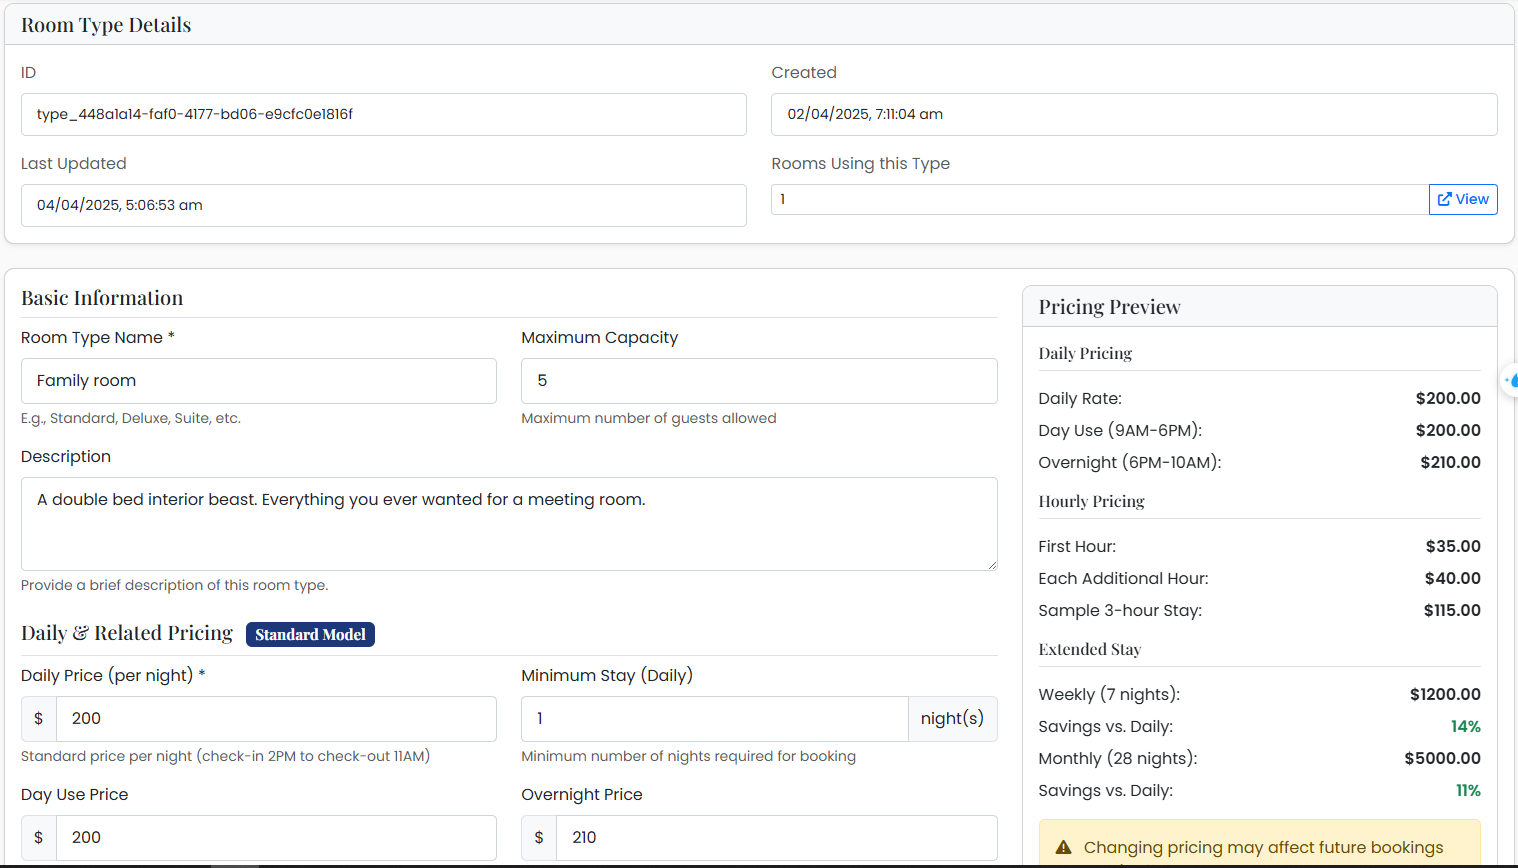 Room Type Details
ID
Created
type_448a1a14-faf0-4177-bd06-e9cfc0e1816f
02/04/2025, 7:11:04 am
Last Updated
Rooms Using this Type
04/04/2025, 5:06:53 am
1
View
Basic Information
Room Type Name *
Maximum Capacity
Family room
5
E.g., Standard, Deluxe, Suite, etc.
Maximum number of guests allowed
Description
A double bed interior beast. Everything you ever wanted for a meeting room.
Provide a brief description of this room type.
Daily & Related Pricing Standard Model
Daily Price (per night) *
Minimum Stay (Daily)
$ 200
1 night(s)
Standard price per night (check-in 2PM to check-out 11AM)
Minimum number of nights required for booking
Day Use Price
Overnight Price
$ 200
$ 210
Pricing Preview
Daily Pricing
Daily Rate: $200.00
Day Use (9AM-6PM): $200.00
Overnight (6PM-10AM): $210.00
Hourly Pricing
First Hour: $35.00
Each Additional Hour: $40.00
Sample 3-hour Stay: $115.00
Extended Stay
Weekly (7 nights): $1200.00
Savings vs. Daily: 14%
Monthly (28 nights): $5000.00
Savings vs. Daily: 11%
Changing pricing may affect future bookings